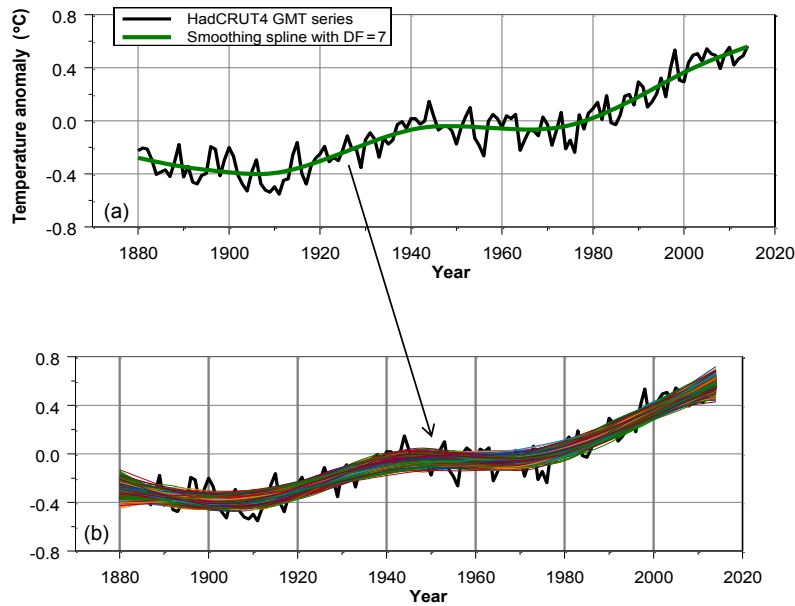 HadCRUT4 GMT series
Smoothing spline with DF = 7
Temperature anomaly (°C)
0.8
0.4
0.0
-0.4
-0.8
(a)
1880 1900 1920 1940 1960 1980 2000 2020
Year
0.8
0.4
0.0
-0.4
-0.8
(b)
1880 1900 1920 1940 1960 1980 2000 2020
Year